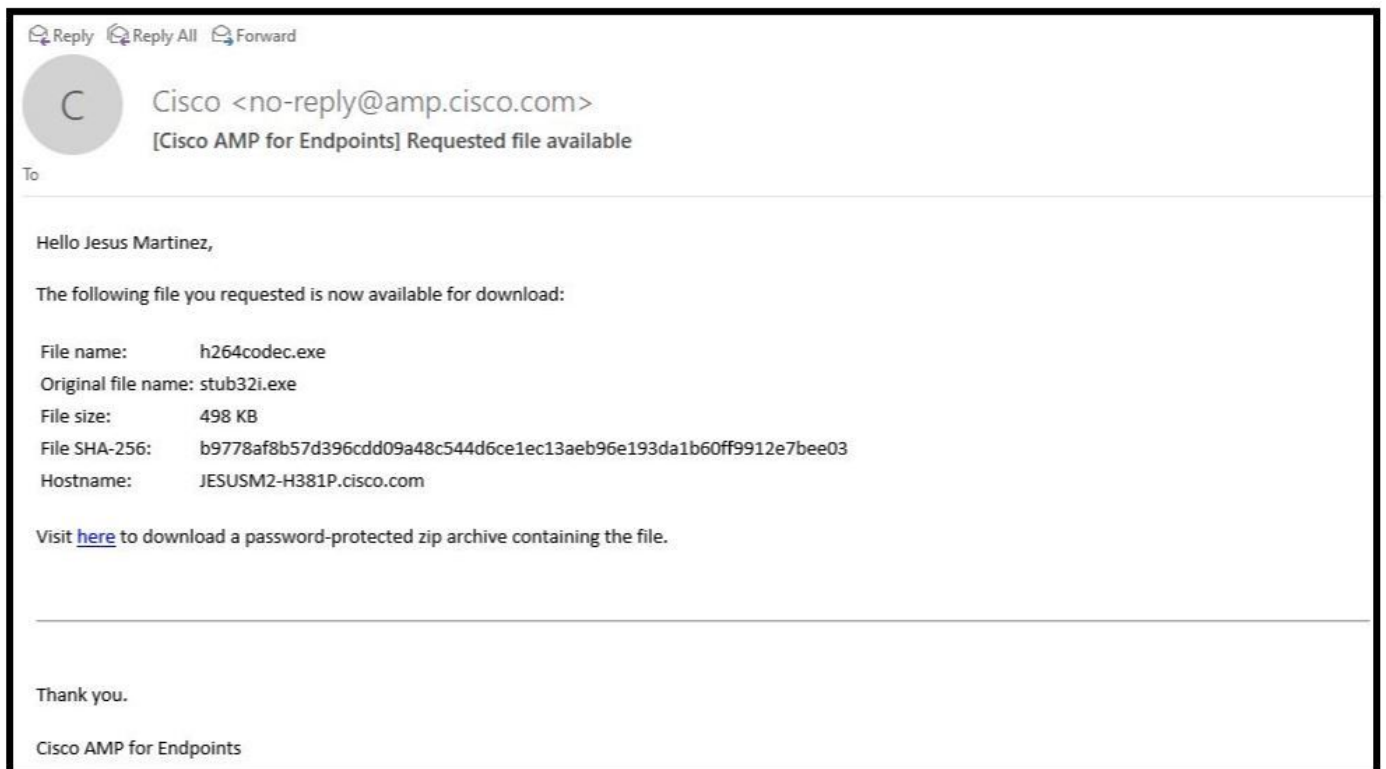 Reply Reply All Forward
C
Cisco <no-reply@amp.cisco.com>
[Cisco AMP for Endpoints] Requested file available
To
Hello Jesus Martinez,
The following file you requested is now available for download:
File name: h264codec.exe
Original file name: stub32i.exe
File size: 498 KB
File SHA-256: b9778af8b57d396cdd09a48c544d6ce1ec13aeb96e193da1b60ff9912e7bee03
Hostname: JESUSM2-H381P.cisco.com
Visit here to download a password-protected zip archive containing the file.
Thank you.
Cisco AMP for Endpoints